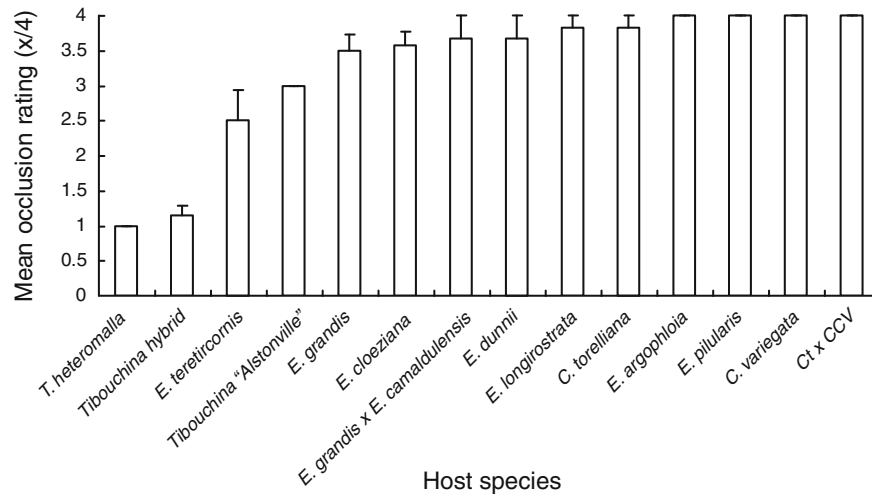 Mean occlusion rating (x/4)
4
3.5
3
2.5
2
1.5
1
0.5
0
T. heteromalla
Tibouchina hybrid
E. teretircornis
Tibouchina "Alstonville"
E. grandis
E. cloeziana
E. grandis x E. camaldulensis
E. dunnii
E. longirostrata
C. torelliana
E. argophloia
E. pilularis
C. variegata
Ct x CCV
Host species